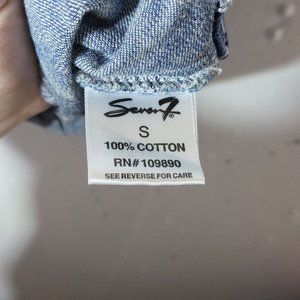 Seven7®
S
100% COTTON
RN# 109890
SEE REVERSE FOR CARE